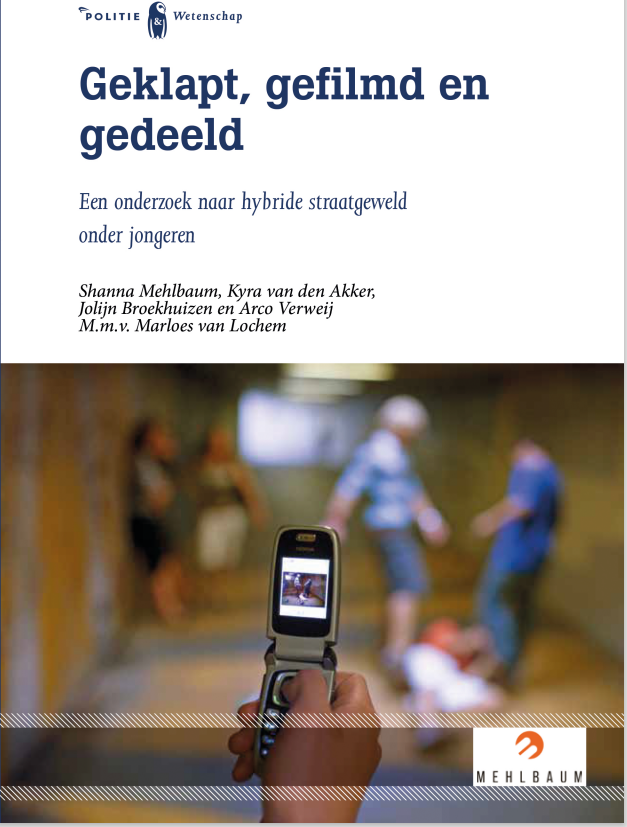 POLITIE & Wetenschap
Geklapt, gefilmd en
gedeeld
Een onderzoek naar hybride straatgeweld
onder jongeren
Shanna Mehlbaum, Kyra van den Akker,
Jolijn Broekhuizen en Arco Verweij
M.m.v. Marloes van Lochem
NOKIA
MEHLBAUM